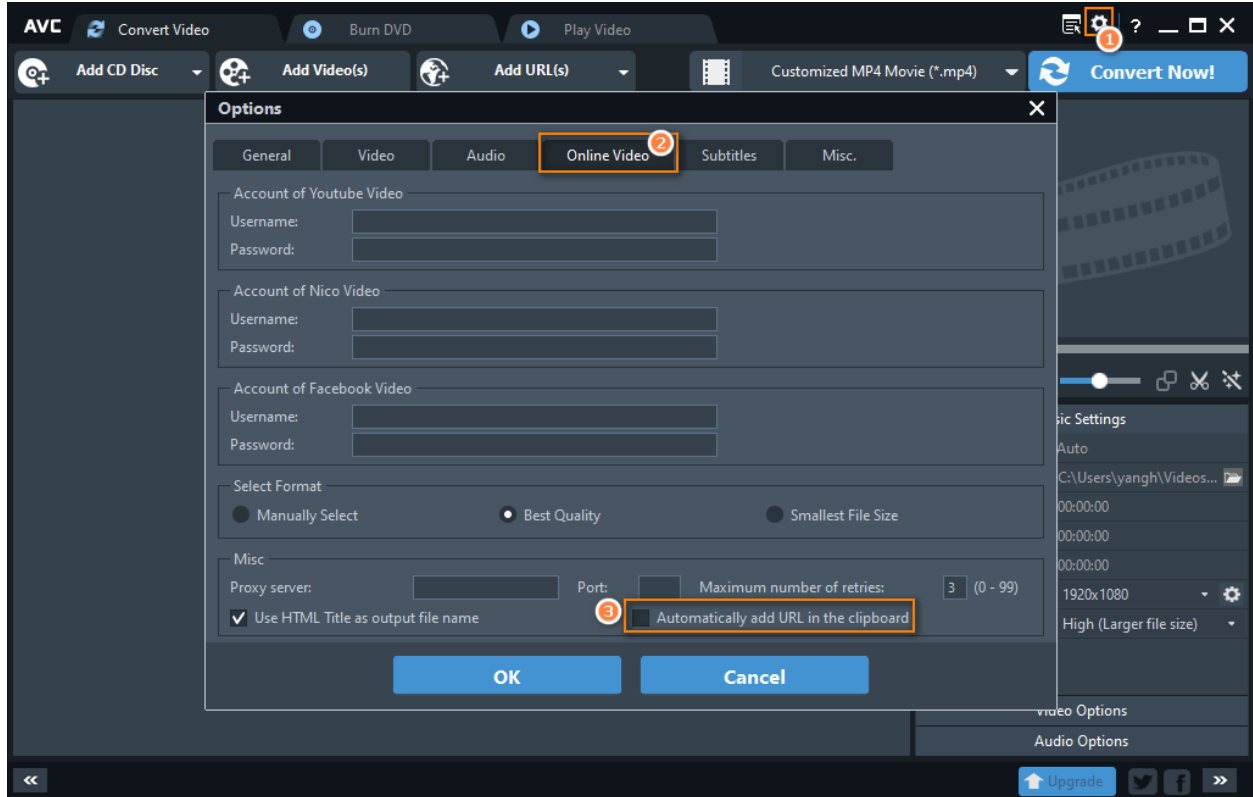 AVC Convert Video Burn DVD Play Video ?
1
Add CD Disc Add Video(s) Add URL(s) Customized MP4 Movie (*.mp4) Convert Now!
Options
2
General Video Audio Online Video Subtitles Misc.
Account of Youtube Video
Username:
Password:
Account of Nico Video
Username:
Password:
Account of Facebook Video
Username:
Password:
Select Format
Manually Select Best Quality Smallest File Size
Misc
Proxy server: Port: Maximum number of retries: 3 (0 - 99)
Use HTML Title as output file name 3 Automatically add URL in the clipboard
OK Cancel
Settings
Auto
C:\Users\yangh\Videos...
00:00:00
00:00:00
00:00:00
1920x1080
High (Larger file size)
Video Options
Audio Options
« Upgrade »